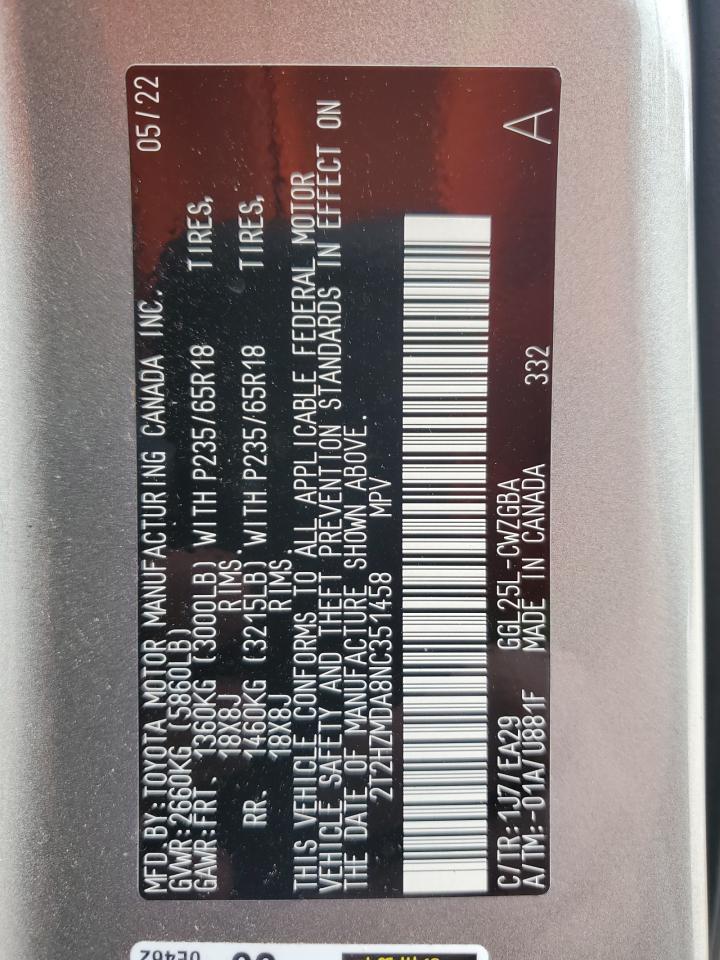 MFD.BY:TOYOTA MOTOR MANUFACTURING CANADA INC. 05/22
GVWR:2660KG (5860LB)
GAWR:FRT. 1360KG (3000LB) WITH P235/65R18 TIRES,
18X8J RIMS.
RR. 1460KG (3215LB) WITH P235/65R18 TIRES,
18X8J RIMS.
THIS VEHICLE CONFORMS TO ALL APPLICABLE FEDERAL MOTOR
VEHICLE SAFETY AND THEFT PREVENTION STANDARDS IN EFFECT ON
THE DATE OF MANUFACTURE SHOWN ABOVE.
2T2HZMDA8NC351458 MPV
C/TR:1J7/EA29 GGL25L-CWZGBA
A/TM:-01A/U881F MADE IN CANADA 332 A